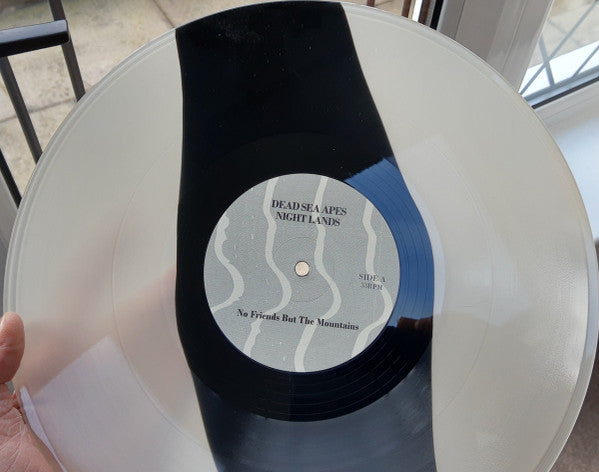 DEAD SEA APES
NIGHT LANDS
SIDE A
33RPM
No Friends But The Mountains